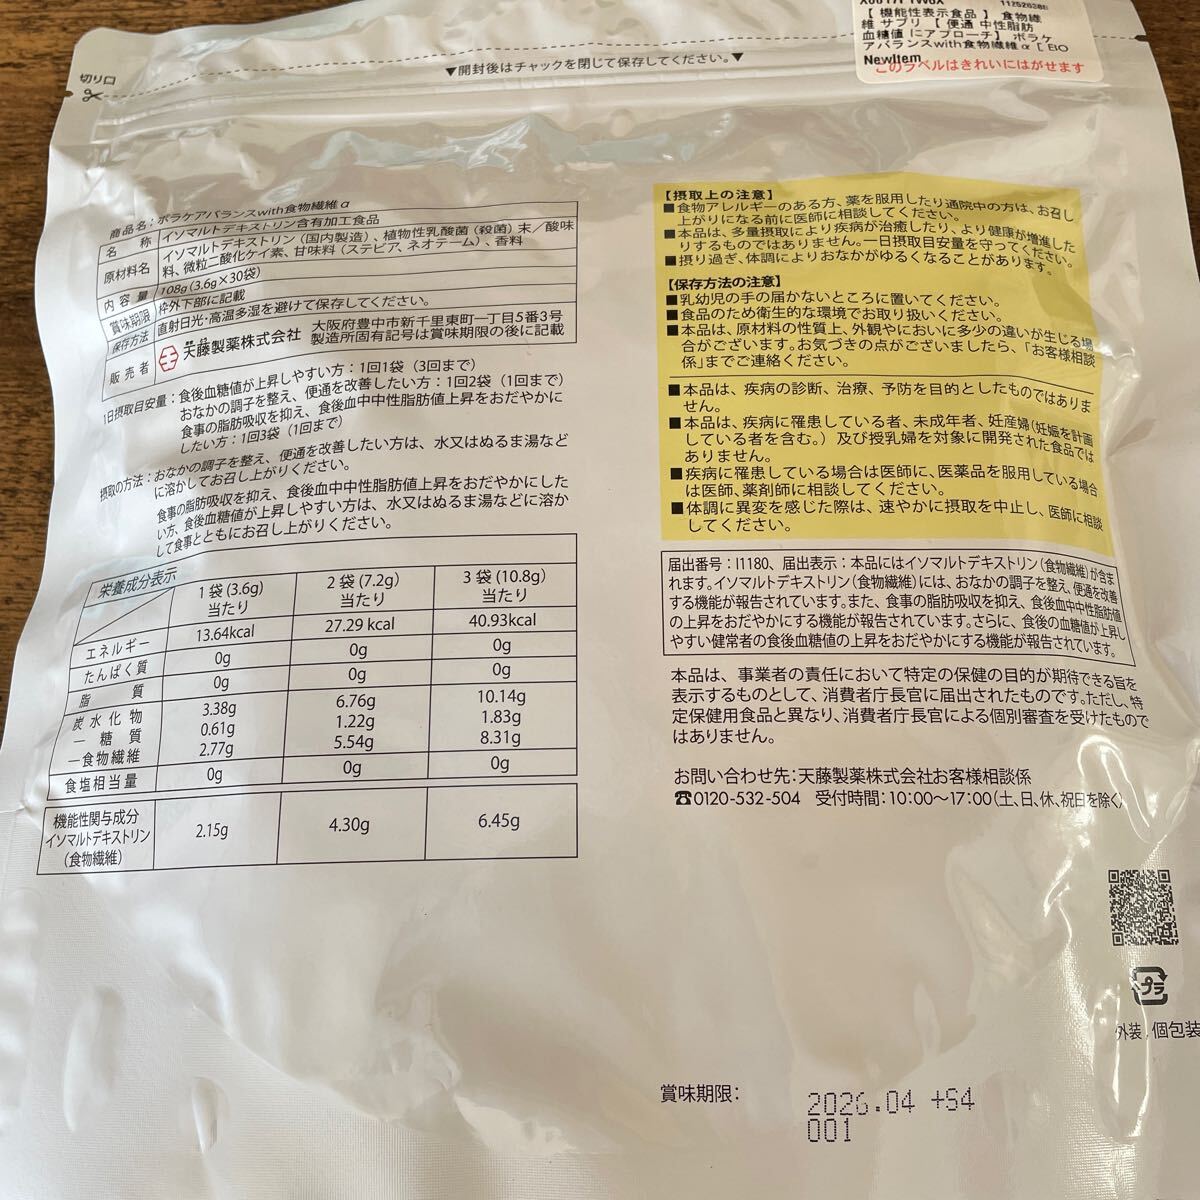 X0017FTW6X
【 機能性表示食品 】 食物繊
維 サプリ 【 便通 中性脂肪
血糖値 にアプローチ】 ボラケ
アバランスwith食物繊維α [ BIO
NewItem
このラベルはきれいにはがせます
切り口
▼開封後はチャックを閉じて保存してください。▼
商品名：ボラケアバランスwith食物繊維α
名 称 イソマルトデキストリン含有加工食品
原材料名 イソマルトデキストリン（国内製造）、植物性乳酸菌（殺菌）末／酸味
料、微粒二酸化ケイ素、甘味料（ステビア、ネオテーム）、香料
内 容 量 108g（3.6g×30袋）
賞味期限 枠外下部に記載
保存方法 直射日光・高温多湿を避けて保存してください。
販 売 者 天藤製薬株式会社 大阪府豊中市新千里東町一丁目5番3号
製造所固有記号は賞味期限の後に記載
1日摂取目安量：食後血糖値が上昇しやすい方：1回1袋（3回まで）
おなかの調子を整え、便通を改善したい方：1回2袋（1回まで）
食事の脂肪吸収を抑え、食後血中中性脂肪値上昇をおだやかに
したい方：1回3袋（1回まで）
摂取の方法：おなかの調子を整え、便通を改善したい方は、水又はぬるま湯など
に溶かしてお召し上がりください。
食事の脂肪吸収を抑え、食後血中中性脂肪値上昇をおだやかにした
い方、食後血糖値が上昇しやすい方は、水又はぬるま湯などに溶か
して食事とともにお召し上がりください。
栄養成分表示 1袋（3.6g）当たり 2袋（7.2g）当たり 3袋（10.8g）当たり
エネルギー 13.64kcal 27.29 kcal 40.93kcal
たんぱく質 0g 0g 0g
脂 質 0g 0g 0g
炭 水 化 物 3.38g 6.76g 10.14g
－ 糖 質 0.61g 1.22g 1.83g
－食物繊維 2.77g 5.54g 8.31g
食塩相当量 0g 0g 0g
機能性関与成分
イソマルトデキストリン
（食物繊維） 2.15g 4.30g 6.45g
【摂取上の注意】
■食物アレルギーのある方、薬を服用したり通院中の方は、お召し
上がりになる前に医師に相談してください。
■本品は、多量摂取により疾病が治癒したり、より健康が増進した
りするものではありません。一日摂取目安量を守ってください。
■摂り過ぎ、体調によりおなかがゆるくなることがあります。
【保存方法の注意】
■乳幼児の手の届かないところに置いてください。
■食品のため衛生的な環境でお取り扱いください。
■本品は、原材料の性質上、外観やにおいに多少の違いが生じる場
合がございます。お気づきの点がございましたら、「お客様相談
係」までご連絡ください。
■本品は、疾病の診断、治療、予防を目的としたものではありま
せん。
■本品は、疾病に罹患している者、未成年者、妊産婦（妊娠を計画
している者を含む。）及び授乳婦を対象に開発された食品では
ありません。
■疾病に罹患している場合は医師に、医薬品を服用している場合
は医師、薬剤師に相談してください。
■体調に異変を感じた際は、速やかに摂取を中止し、医師に相談
してください。
届出番号：I1180、届出表示：本品にはイソマルトデキストリン（食物繊維）が含ま
れます。イソマルトデキストリン（食物繊維）には、おなかの調子を整え、便通を改善
する機能が報告されています。また、食事の脂肪吸収を抑え、食後血中中性脂肪値
の上昇をおだやかにする機能が報告されています。さらに、食後の血糖値が上昇し
やすい健常者の食後血糖値の上昇をおだやかにする機能が報告されています。
本品は、事業者の責任において特定の保健の目的が期待できる旨を
表示するものとして、消費者庁長官に届出されたものです。ただし、特
定保健用食品と異なり、消費者庁長官による個別審査を受けたもので
はありません。
お問い合わせ先：天藤製薬株式会社お客様相談係
☎0120-532-504 受付時間：10:00～17:00（土、日、休、祝日を除く）
プラ
外装、個包装
賞味期限：
2026.04 +S4
001